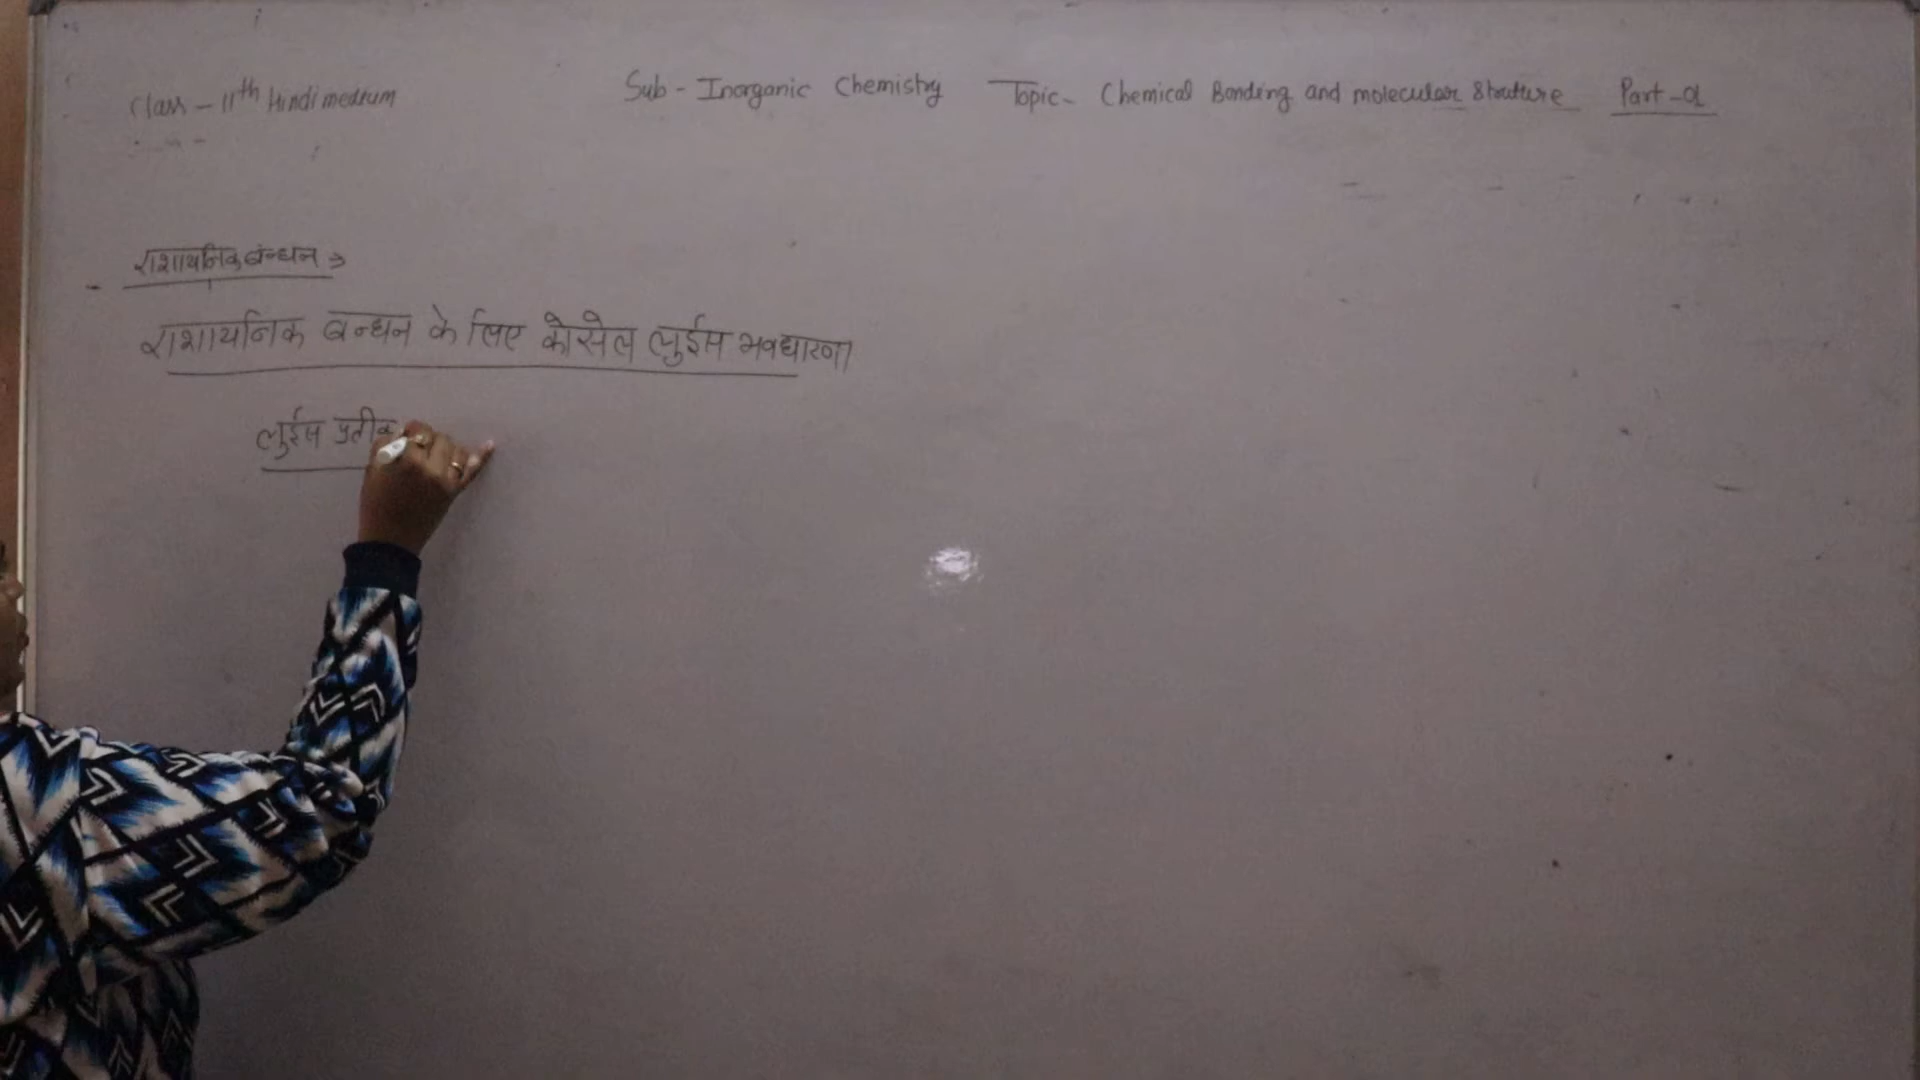 Class - 11th Hindi medium
Sub - Inorganic Chemistry Topic - Chemical Bonding and molecular Structure Part - 01
राशायनिक बन्धन →
राशायनिक बन्धन के लिए कोसेल लुईस अवधारणा
लुईस प्रतीक